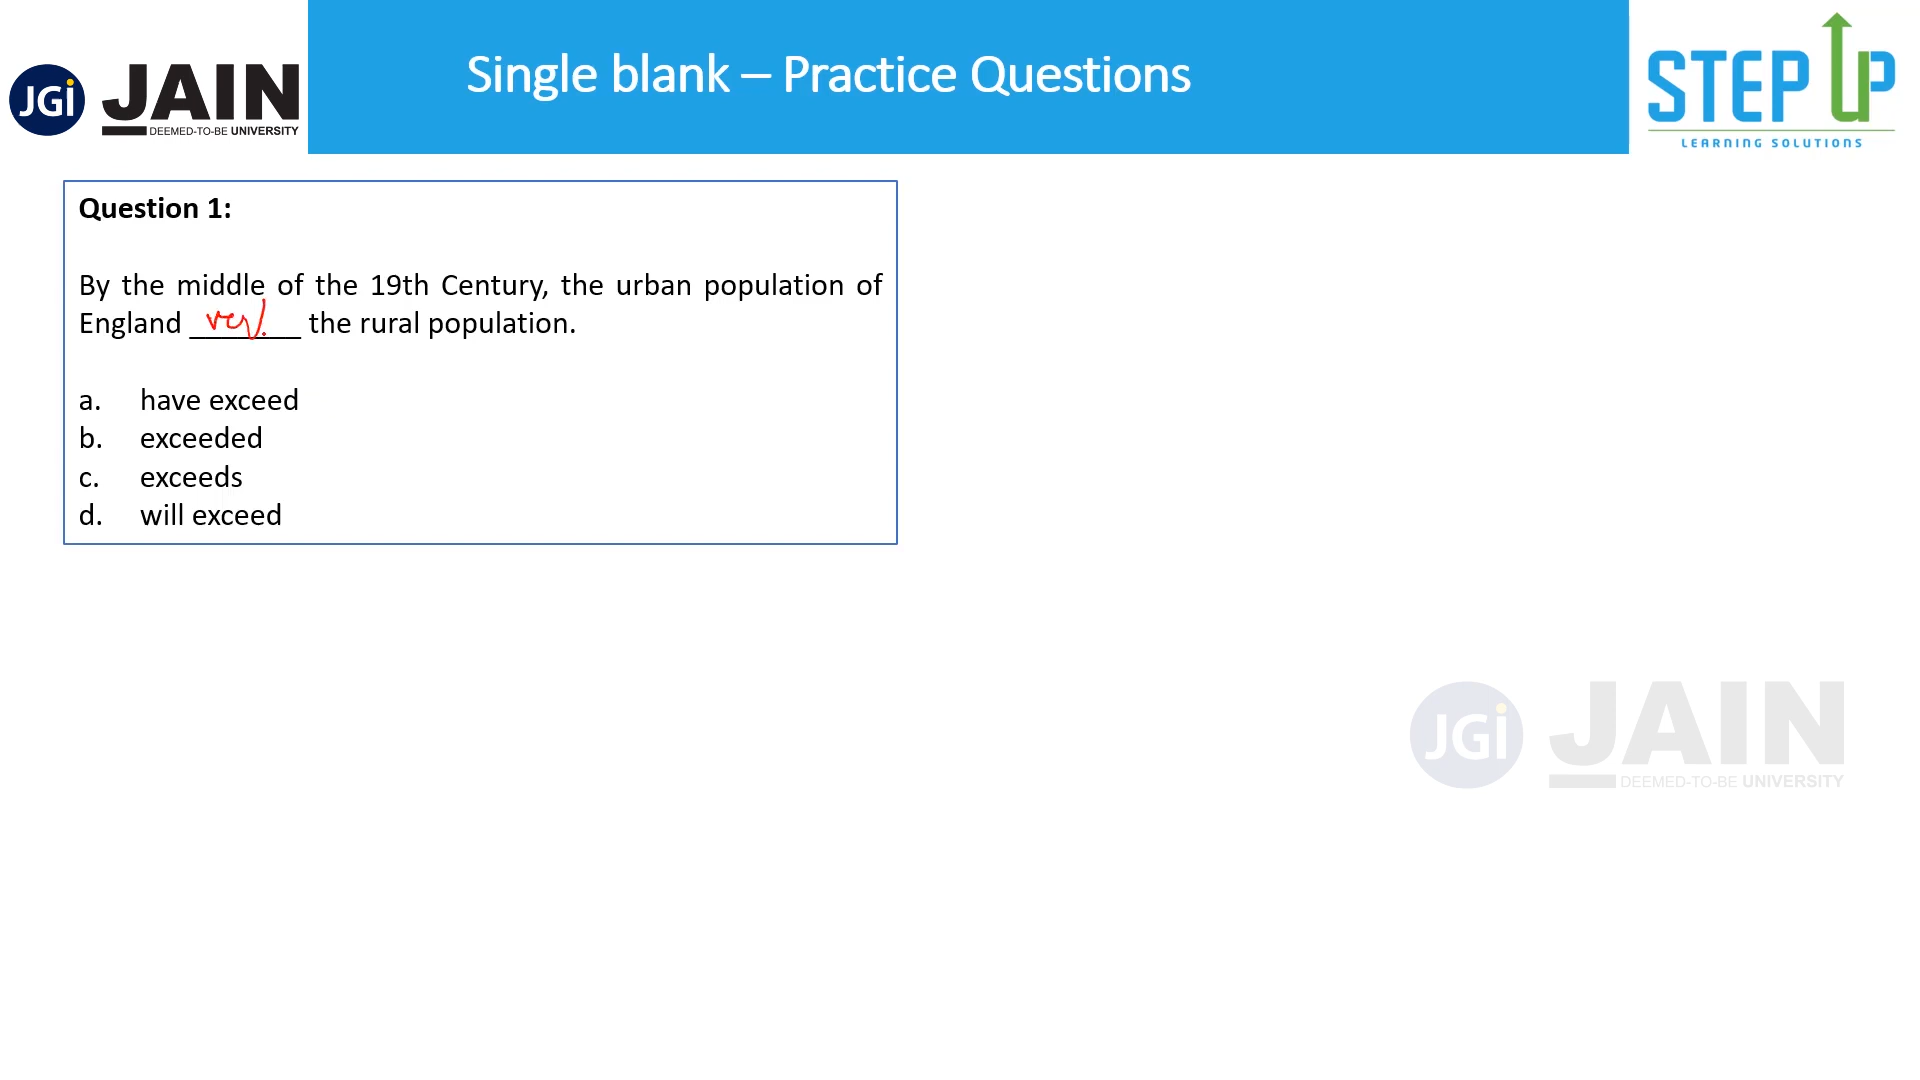 Single blank – Practice Questions
JGi JAIN
DEEMED-TO-BE UNIVERSITY
STEP UP
LEARNING SOLUTIONS
Question 1:
By the middle of the 19th Century, the urban population of
England ________ the rural population.
a. have exceed
b. exceeded
c. exceeds
d. will exceed
JGi JAIN
DEEMED-TO-BE UNIVERSITY